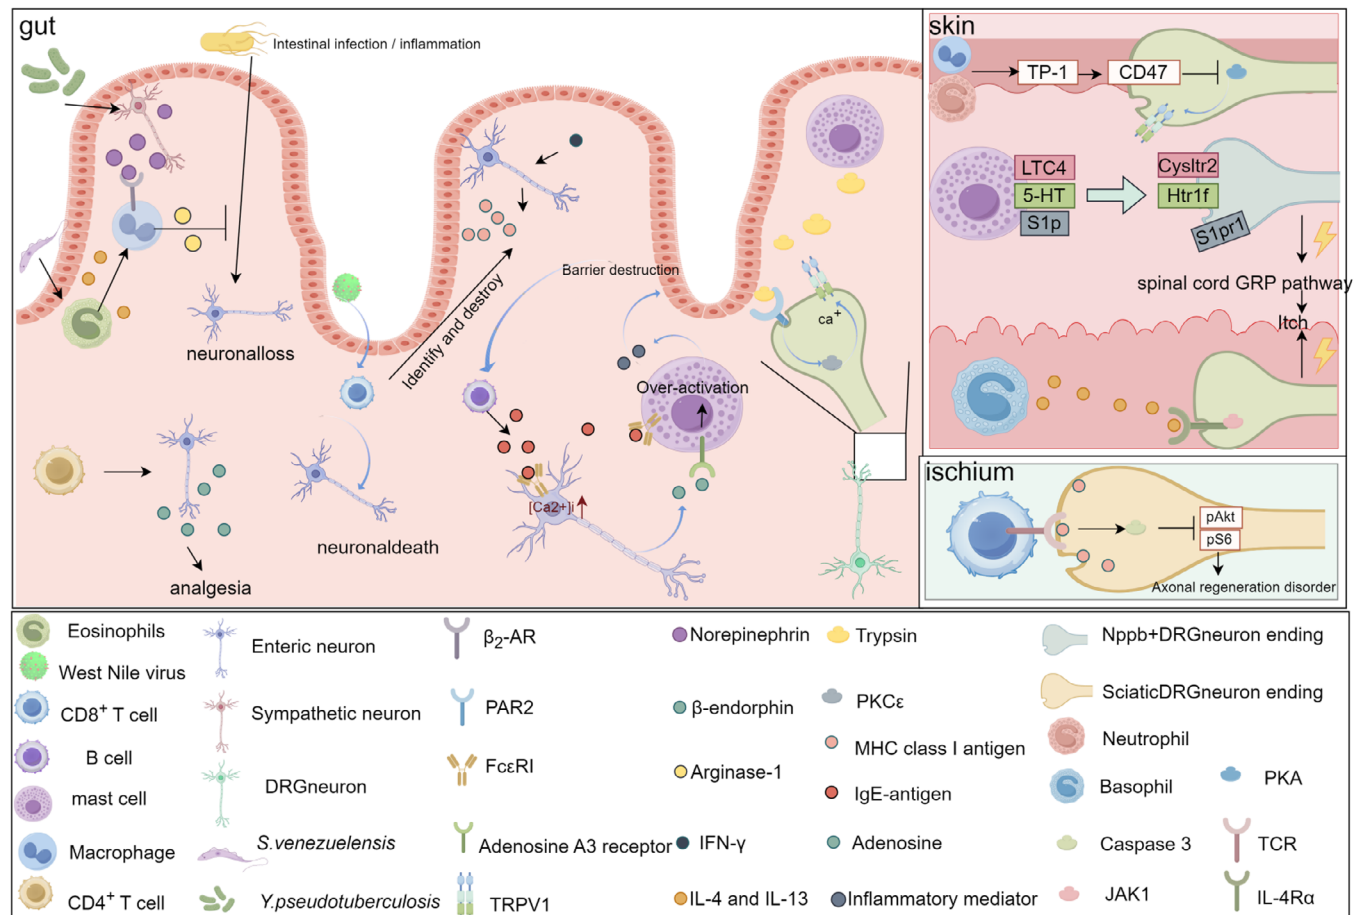 gut
Intestinal infection / inflammation
neuronalloss
Identify and destroy
Barrier destruction
ca+
Over-activation
[Ca2+]i
neuronaldeath
analgesia
skin
TP-1
CD47
LTC4
5-HT
S1p
Cysltr2
Htr1f
S1pr1
spinal cord GRP pathway
Itch
ischium
pAkt
pS6
Axonal regeneration disorder
Eosinophils
West Nile virus
CD8+ T cell
B cell
mast cell
Macrophage
CD4+ T cell
Enteric neuron
Sympathetic neuron
DRGneuron
S.venezuelensis
Y.pseudotuberculosis
β2-AR
PAR2
FcεRI
Adenosine A3 receptor
TRPV1
Norepinephrin
β-endorphin
Arginase-1
IFN-γ
IL-4 and IL-13
Trypsin
PKCε
MHC class I antigen
IgE-antigen
Adenosine
Inflammatory mediator
Nppb+DRGneuron ending
SciaticDRGneuron ending
Neutrophil
Basophil
Caspase 3
JAK1
PKA
TCR
IL-4Rα